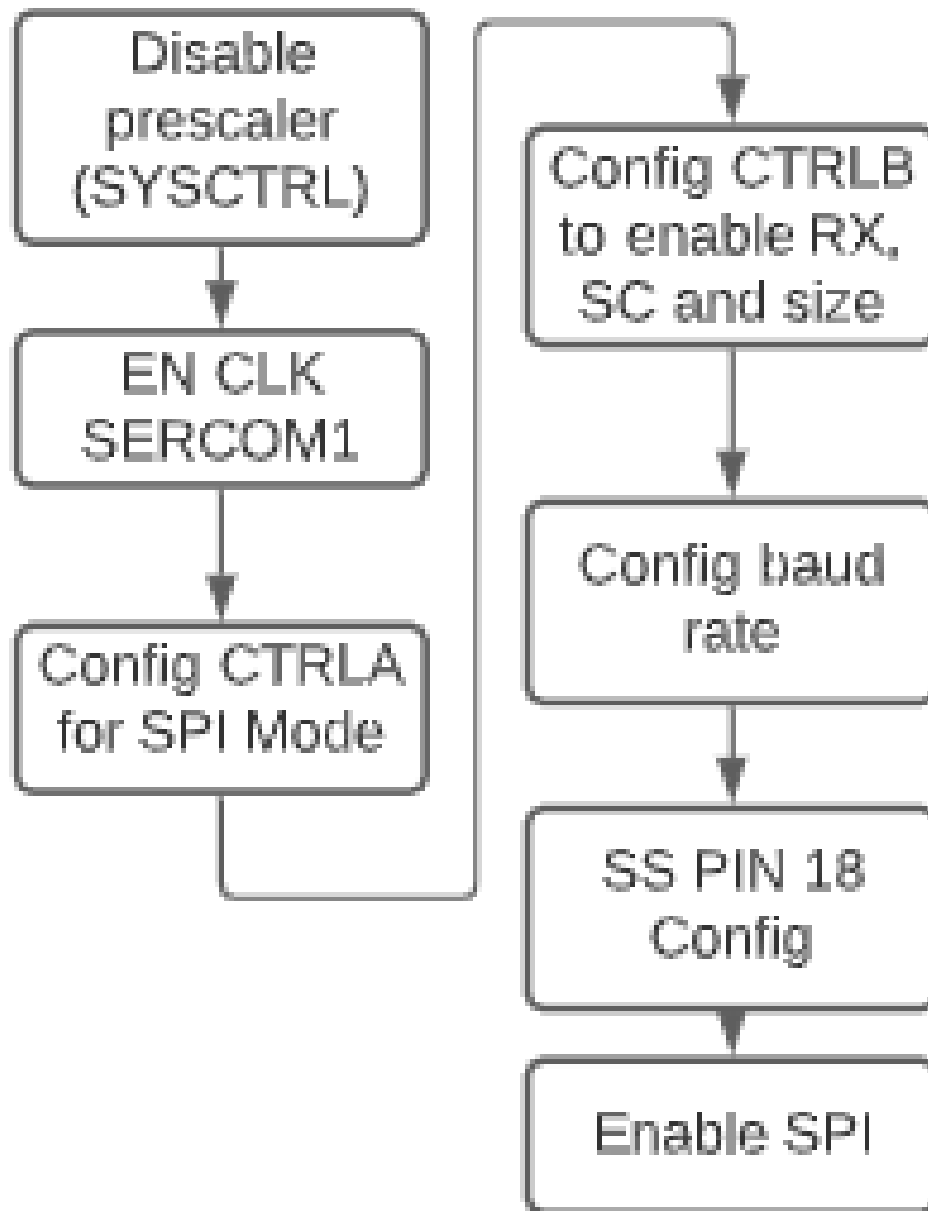 Disable
prescaler
(SYSCTRL)
EN CLK
SERCOM1
Config CTRLA
for SPI Mode
Config CTRLB
to enable RX,
SC and size
Config baud
rate
SS PIN 18
Config
Enable SPI